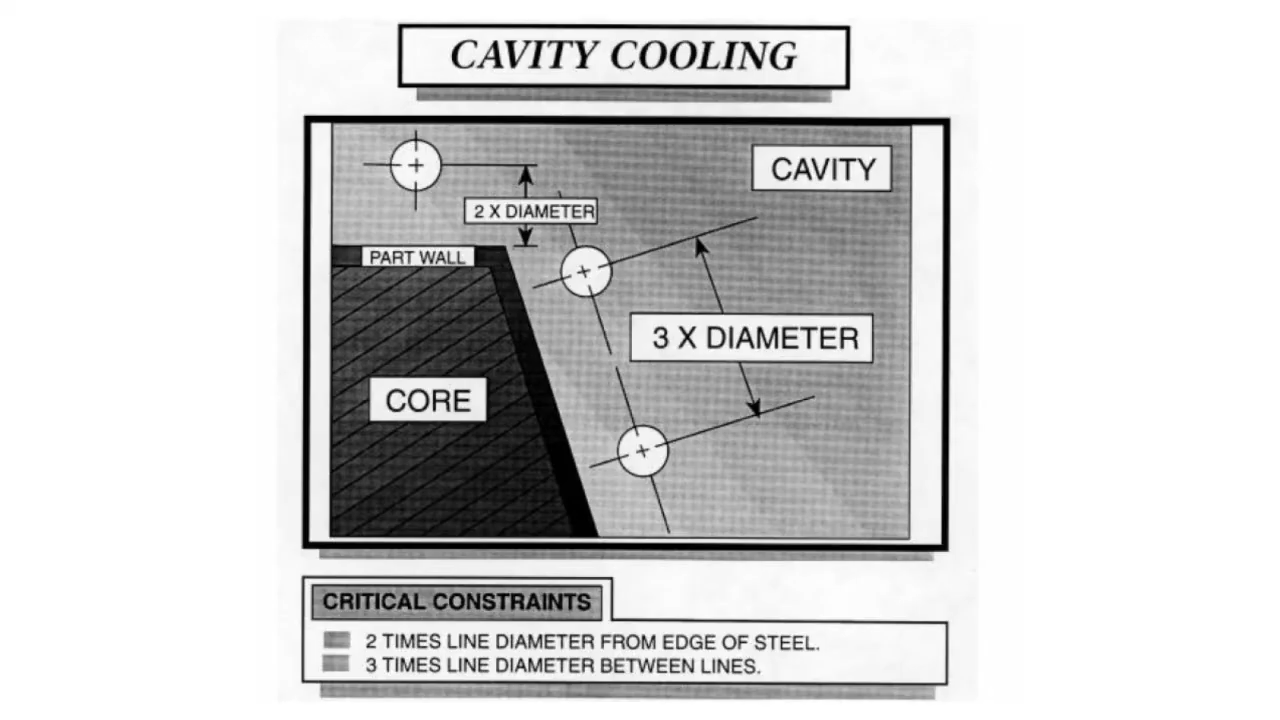 CAVITY COOLING
CAVITY
2 X DIAMETER
PART WALL
3 X DIAMETER
CORE
CRITICAL CONSTRAINTS
2 TIMES LINE DIAMETER FROM EDGE OF STEEL.
3 TIMES LINE DIAMETER BETWEEN LINES.